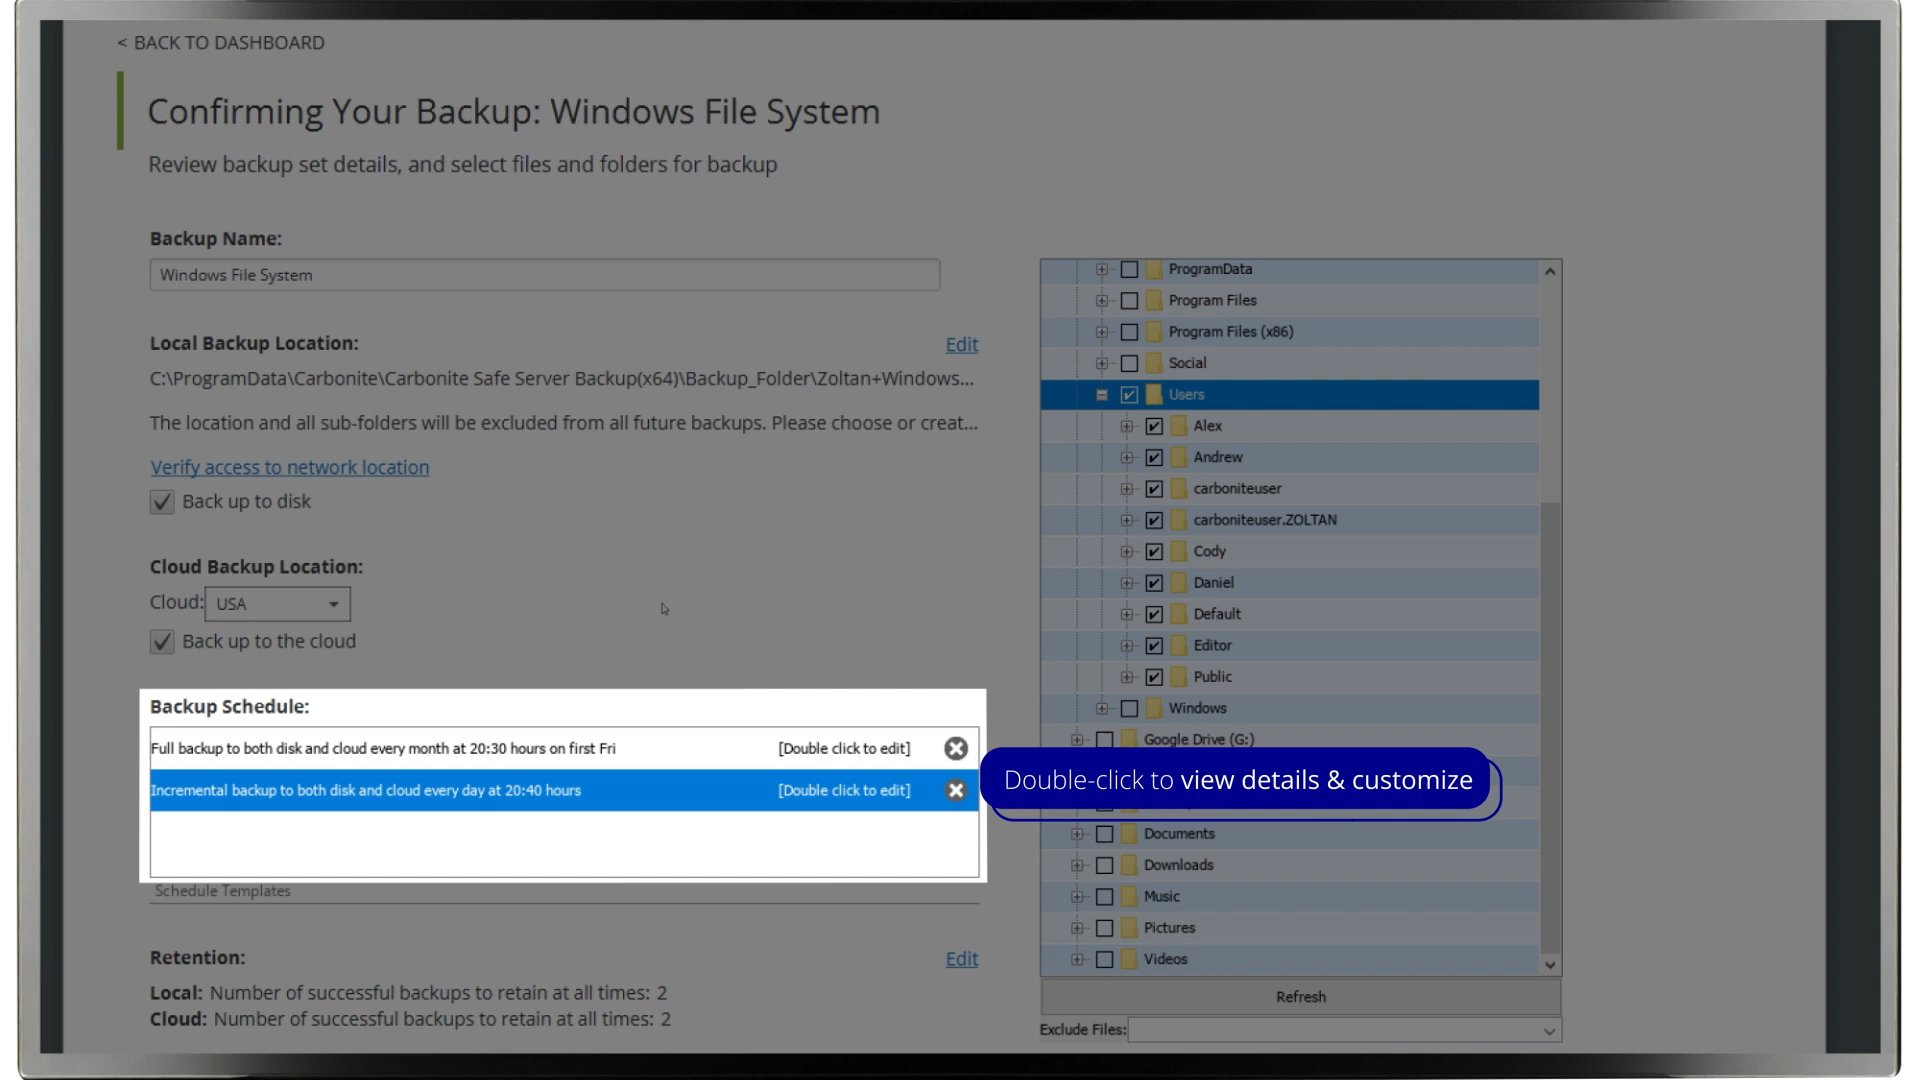 < BACK TO DASHBOARD
Confirming Your Backup: Windows File System
Review backup set details, and select files and folders for backup
Backup Name:
Windows File System
Local Backup Location:
Edit
C:\ProgramData\Carbonite\Carbonite Safe Server Backup(x64)\Backup_Folder\Zoltan+Windows...
The location and all sub-folders will be excluded from all future backups. Please choose or creat...
Verify access to network location
Back up to disk
Cloud Backup Location:
Cloud: USA
Back up to the cloud
Backup Schedule:
Full backup to both disk and cloud every month at 20:30 hours on first Fri [Double click to edit]
Incremental backup to both disk and cloud every day at 20:40 hours [Double click to edit]
Schedule Templates
Retention:
Edit
Local: Number of successful backups to retain at all times: 2
Cloud: Number of successful backups to retain at all times: 2
ProgramData
Program Files
Program Files (x86)
Social
Users
Alex
Andrew
carboniteuser
carboniteuser.ZOLTAN
Cody
Daniel
Default
Editor
Public
Windows
Google Drive (G:)
Double-click to view details & customize
Documents
Downloads
Music
Pictures
Videos
Refresh
Exclude Files: